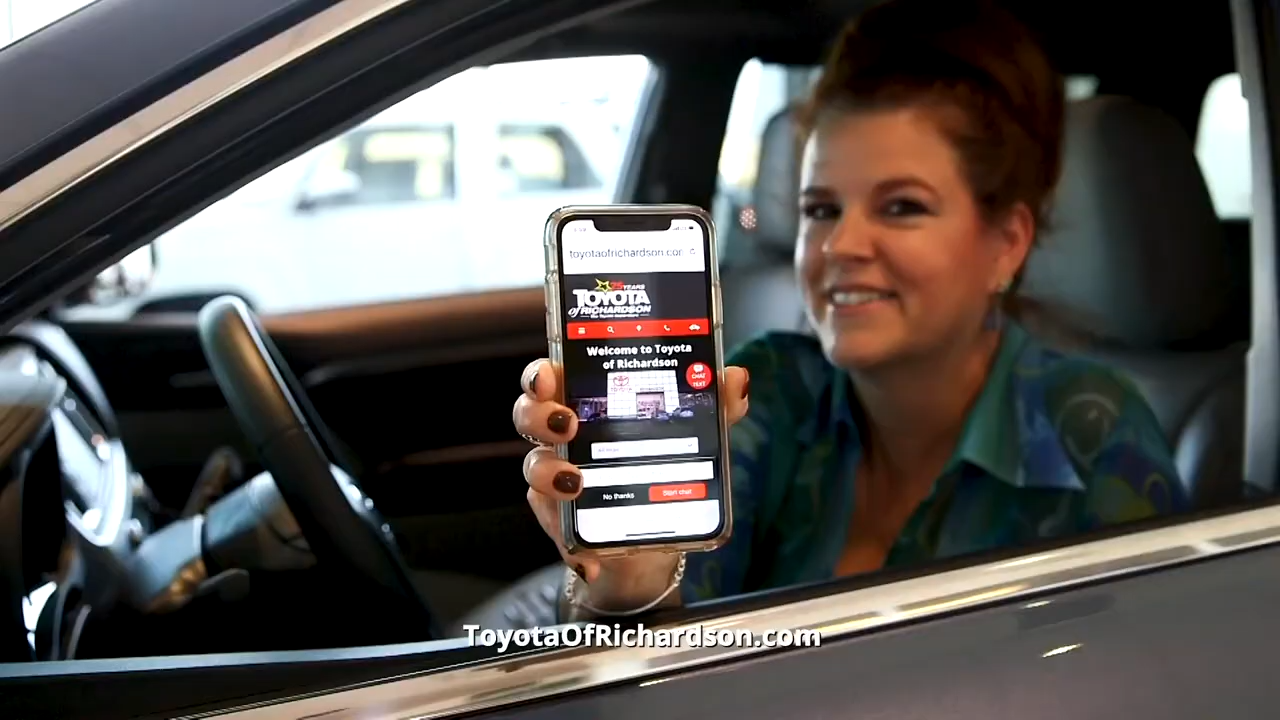 toyotaofrichardson.com
25 YEARS
TOYOTA
of RICHARDSON
Welcome to Toyota
of Richardson
CHAT
TEXT
No thanks
Start chat
ToyotaOfRichardson.com